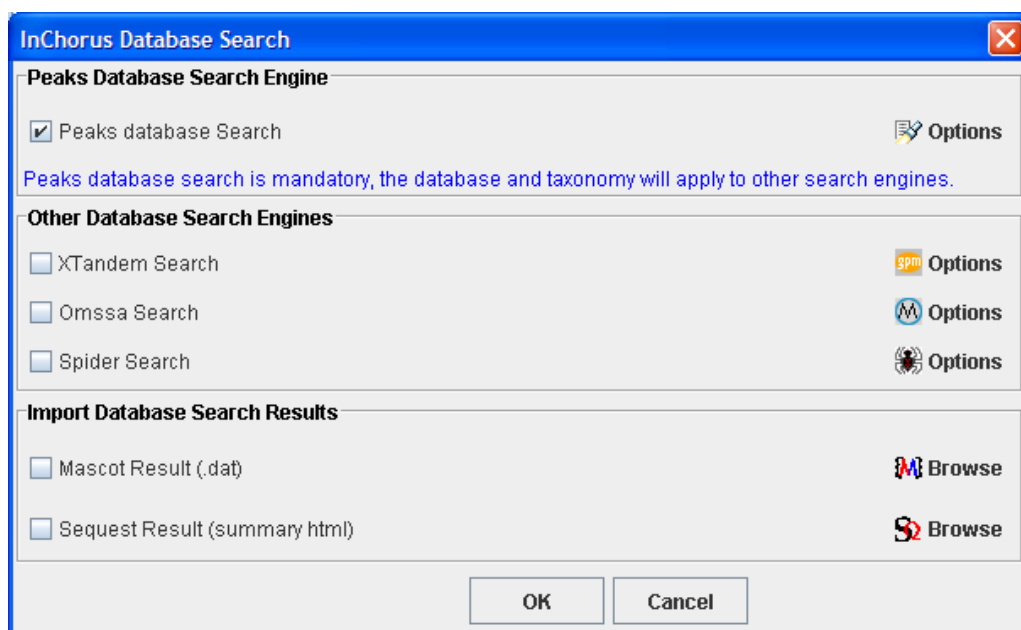 InChorus Database Search
Peaks Database Search Engine
Peaks database Search Options
Peaks database search is mandatory, the database and taxonomy will apply to other search engines.
Other Database Search Engines
XTandem Search gpm Options
Omssa Search Options
Spider Search Options
Import Database Search Results
Mascot Result (.dat) M Browse
Sequest Result (summary html) Browse
OK Cancel